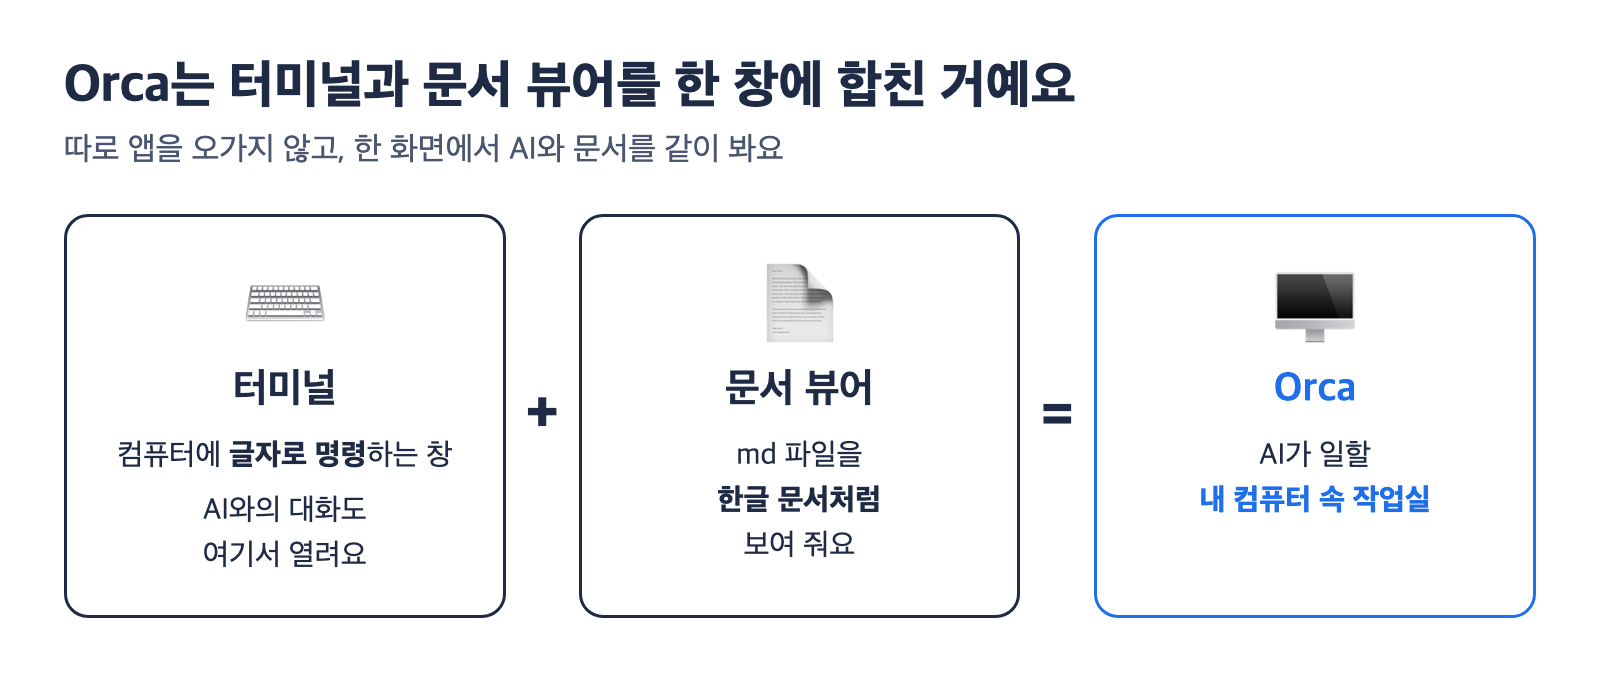 Orca는 터미널과 문서 뷰어를 한 창에 합친 거예요
따로 앱을 오가지 않고, 한 화면에서 AI와 문서를 같이 봐요
터미널
컴퓨터에 글자로 명령하는 창
AI와의 대화도
여기서 열려요
+
문서 뷰어
md 파일을
한글 문서처럼
보여 줘요
=
Orca
AI가 일할
내 컴퓨터 속 작업실